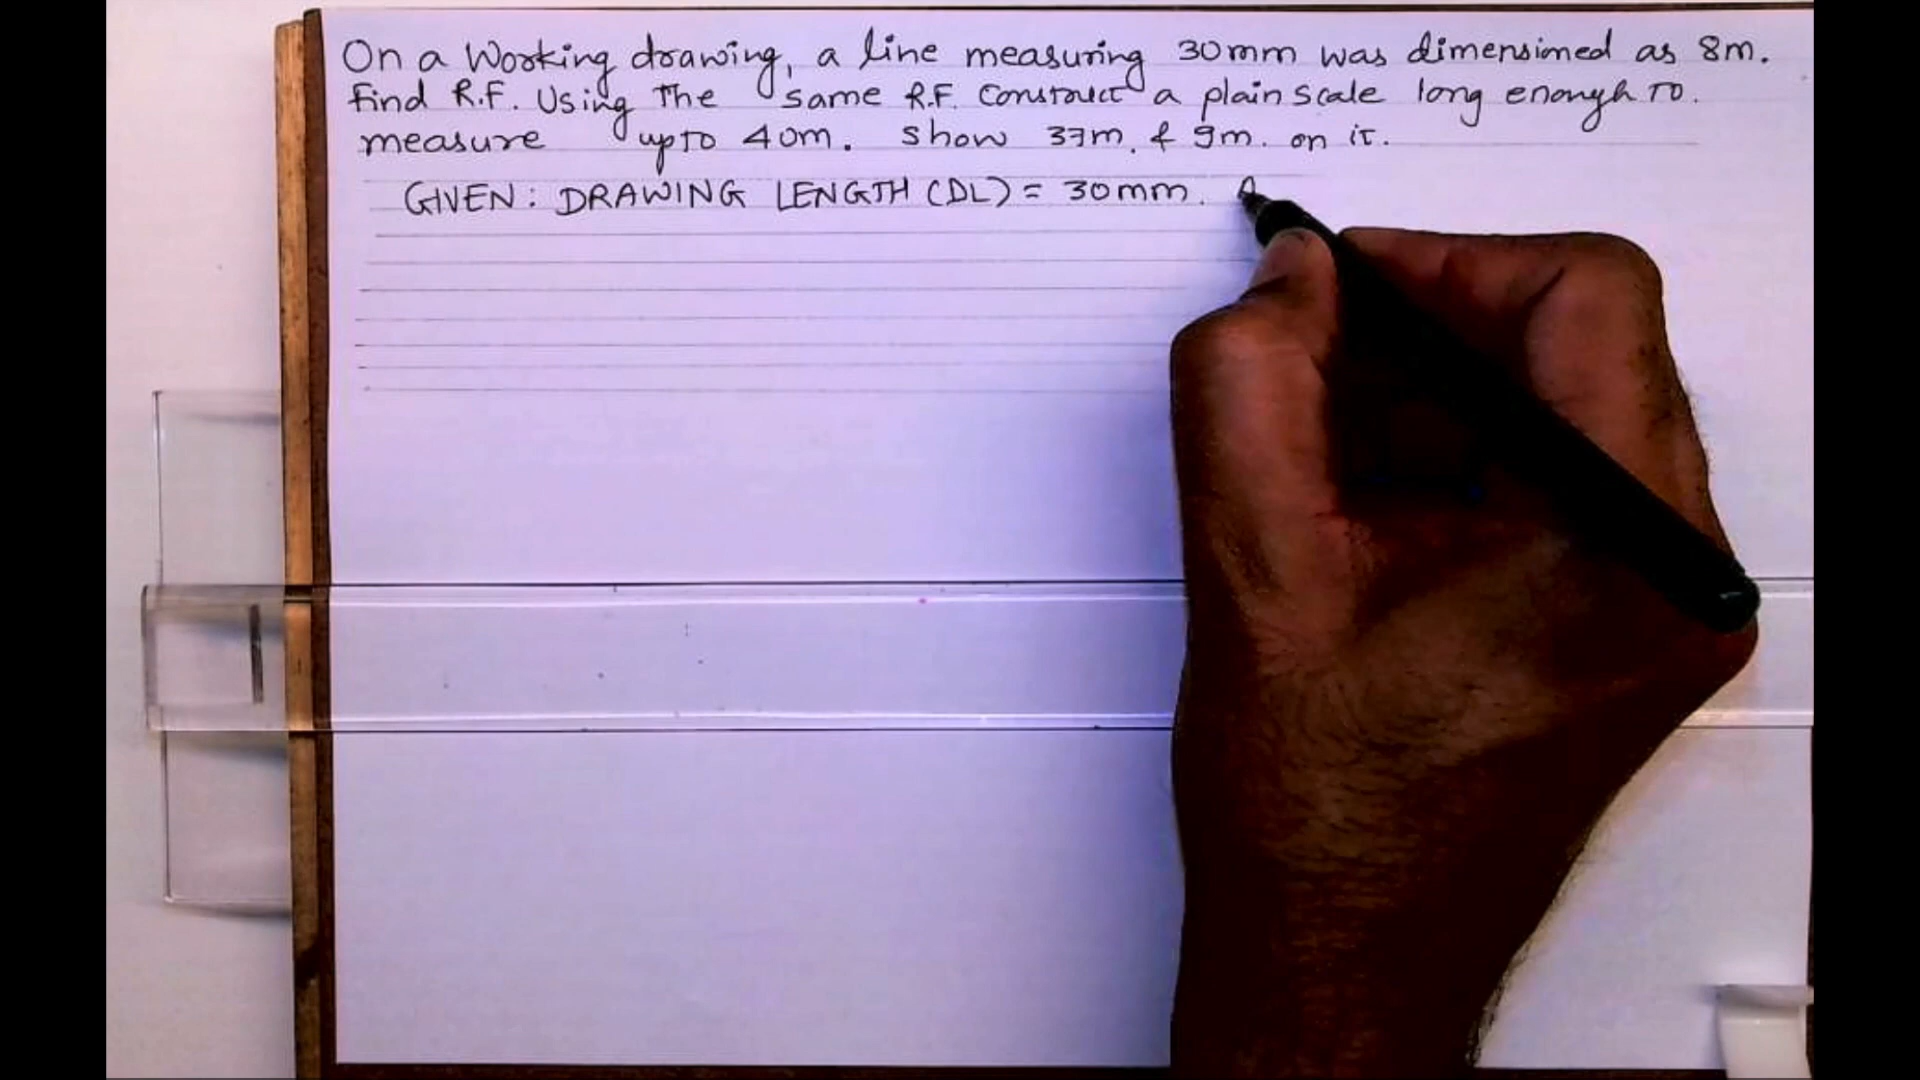 On a Working drawing, a line measuring 30mm was dimensioned as 8m.
find R.F. Using The same R.F. Construct a plain scale long enough To.
measure upto 40m. Show 37m. & 9m. on it.
GIVEN: DRAWING LENGTH (DL) = 30mm.